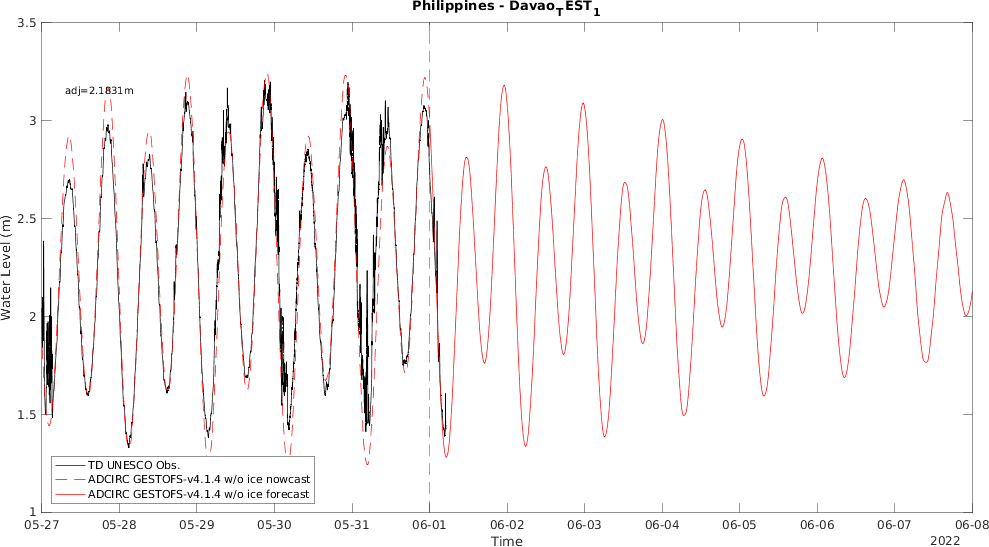 Philippines - Davao_TEST_1
3.5
adj=2.1831m
3
2.5
Water Level (m)
2
1.5
TD UNESCO Obs.
ADCIRC GESTOFS-v4.1.4 w/o ice nowcast
ADCIRC GESTOFS-v4.1.4 w/o ice forecast
1
05-27 05-28 05-29 05-30 05-31 06-01 06-02 06-03 06-04 06-05 06-06 06-07 06-08
Time
2022